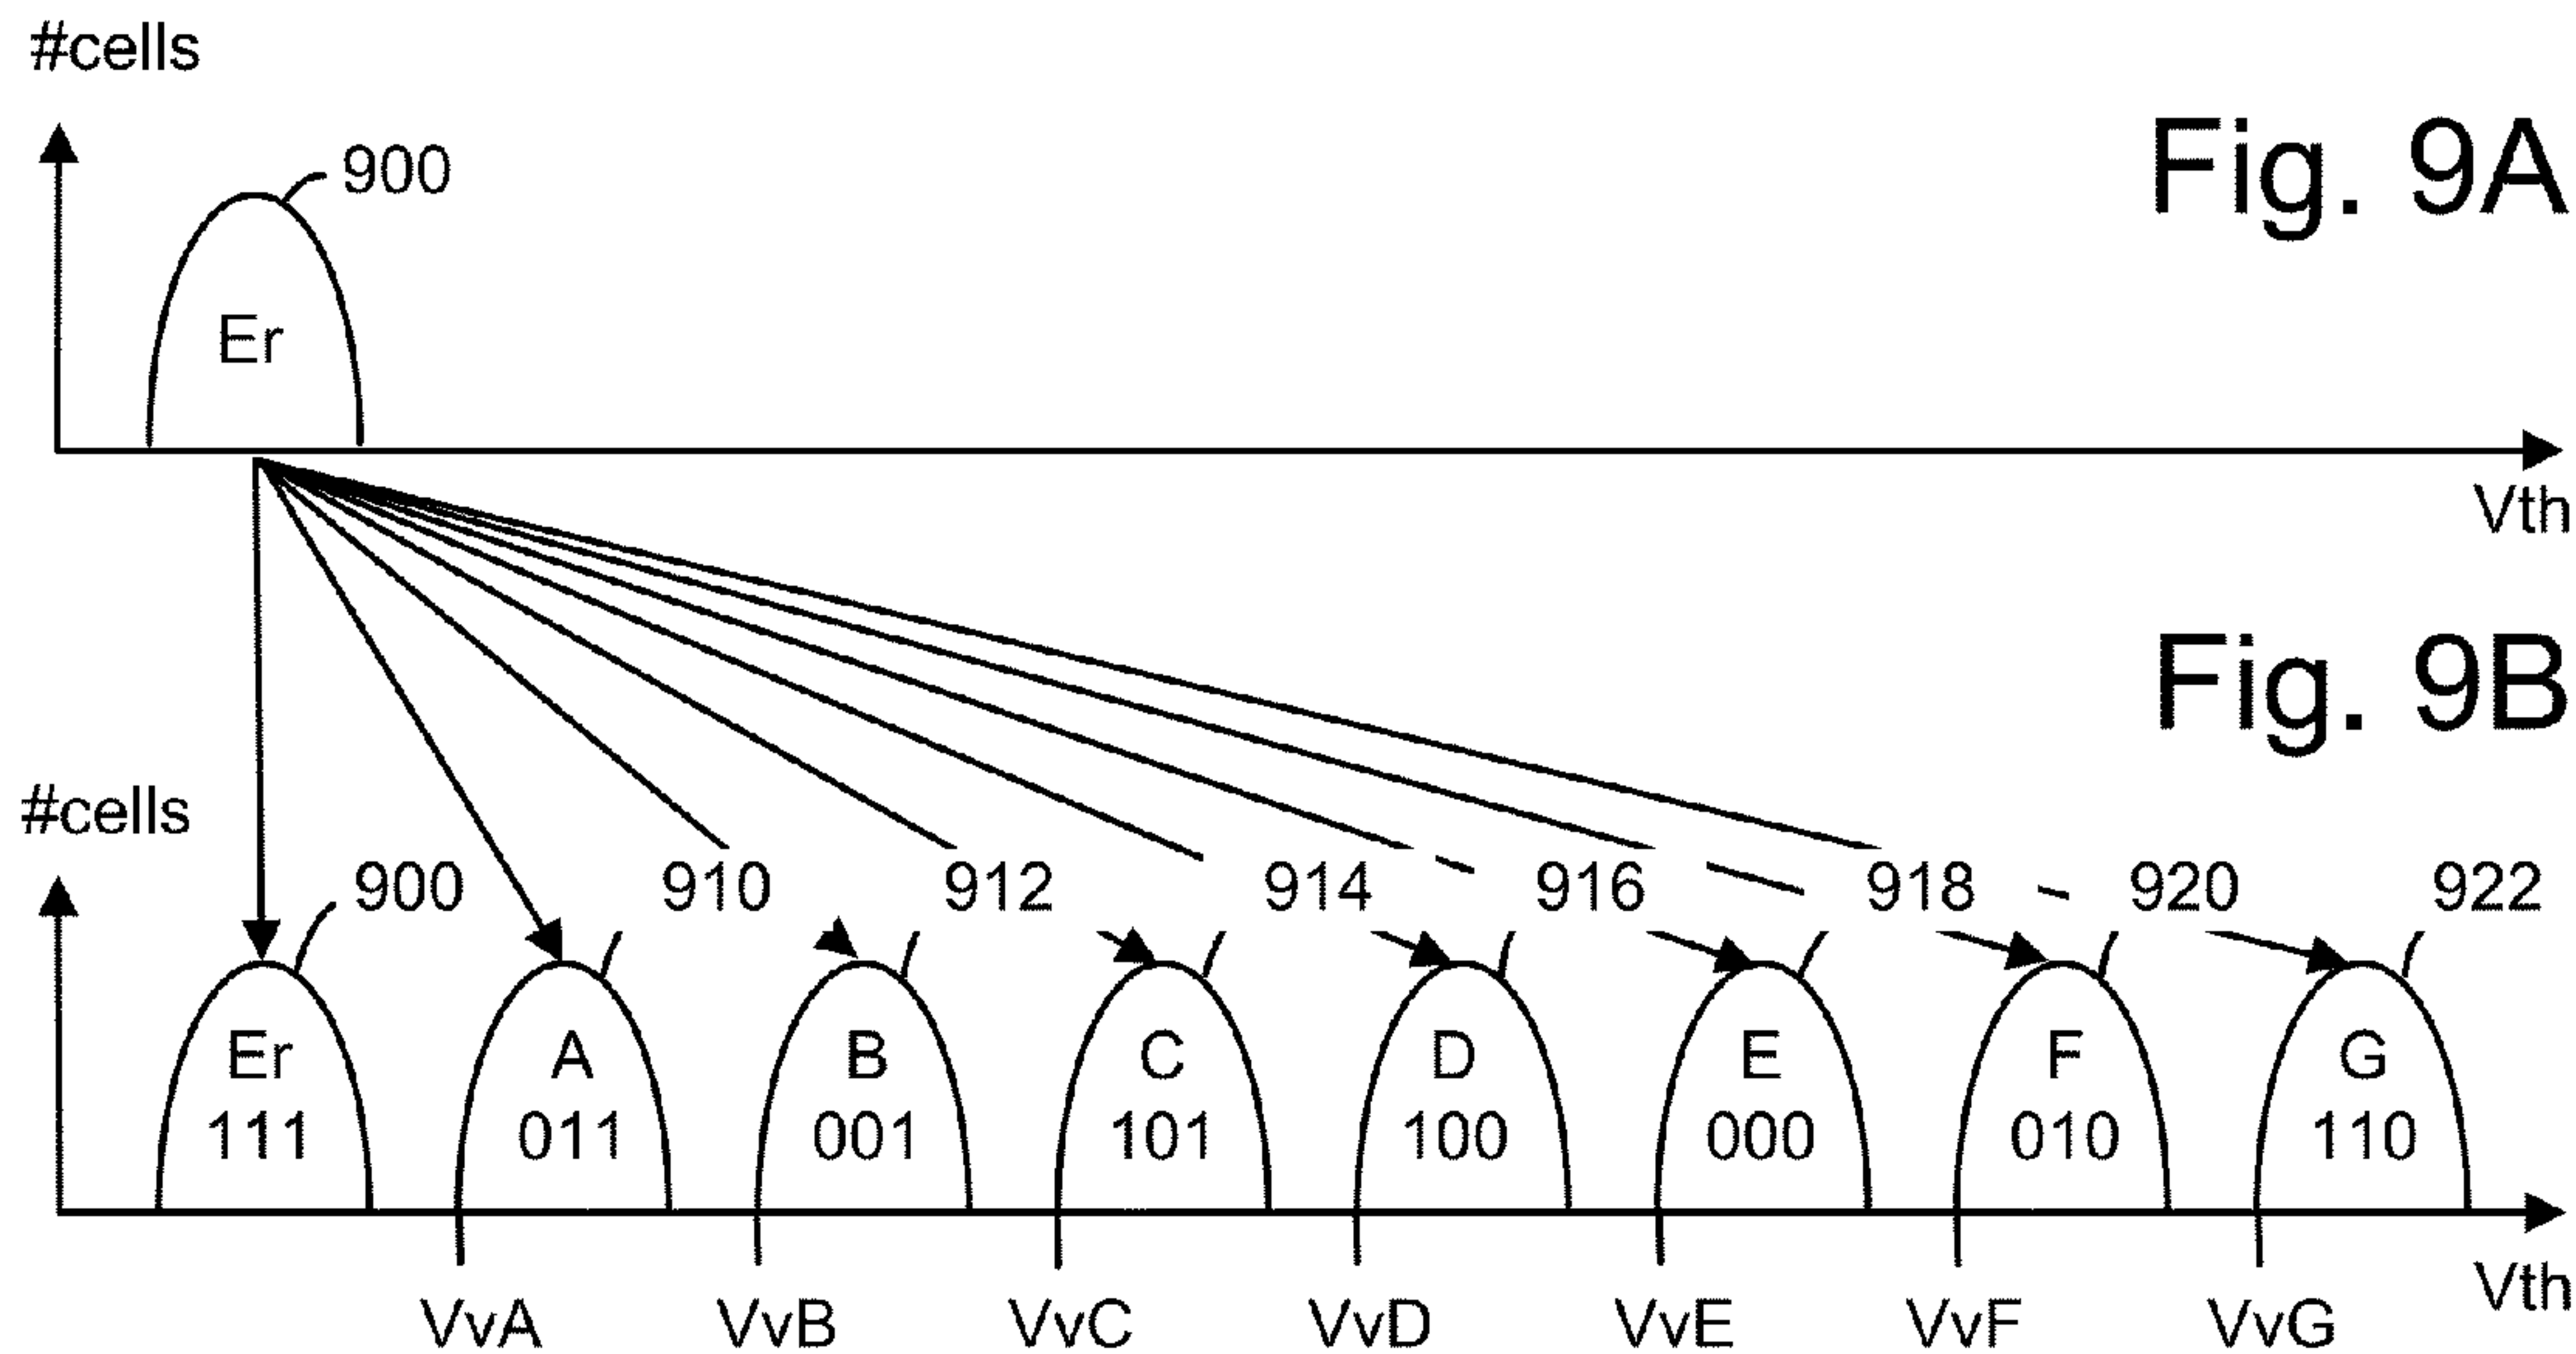 #cells
Fig. 9A
900
Er
Vth
Fig. 9B
#cells
900 910 912 914 916 918 920 922
Er A B C D E F G
111 011 001 101 100 000 010 110
Vth
VvA VvB VvC VvD VvE VvF VvG